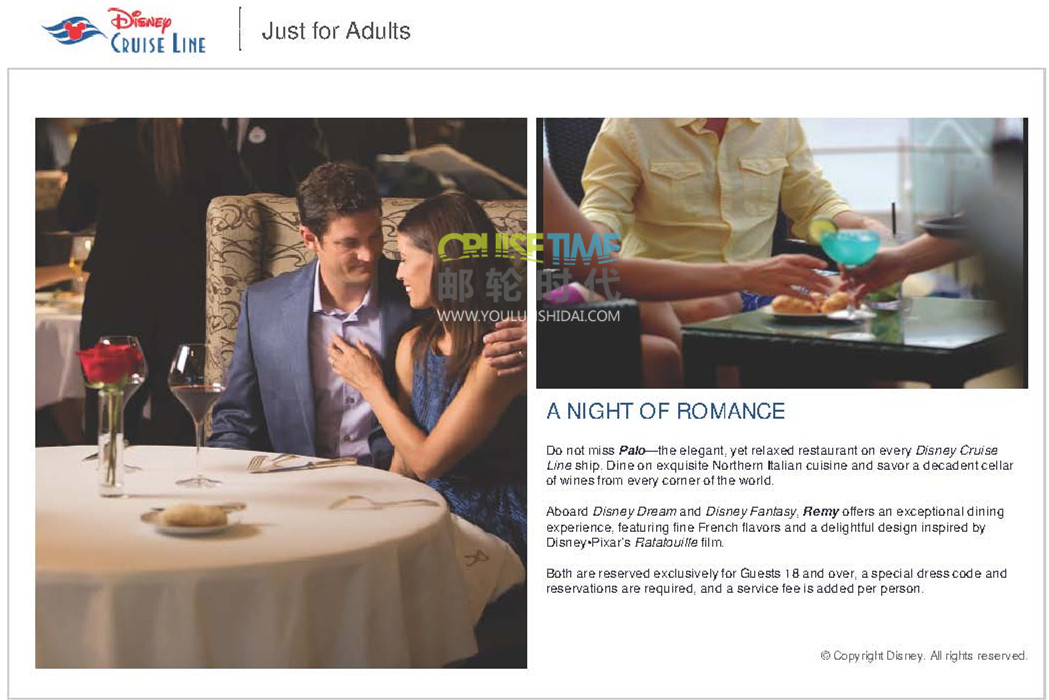 Disney
CRUISE LINE
Just for Adults
CRUISETIME
邮轮时代
WWW.YOULUNSHIDAI.COM
A NIGHT OF ROMANCE
Do not miss Palo—the elegant, yet relaxed restaurant on every Disney Cruise
Line ship. Dine on exquisite Northern Italian cuisine and savor a decadent cellar
of wines from every corner of the world.
Aboard Disney Dream and Disney Fantasy, Remy offers an exceptional dining
experience, featuring fine French flavors and a delightful design inspired by
Disney•Pixar's Ratatouille film.
Both are reserved exclusively for Guests 18 and over, a special dress code and
reservations are required, and a service fee is added per person.
© Copyright Disney. All rights reserved.